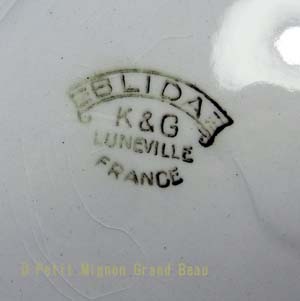 BLIDA
K&G
LUNEVILLE
FRANCE
© Petit Mignon Grand Beau